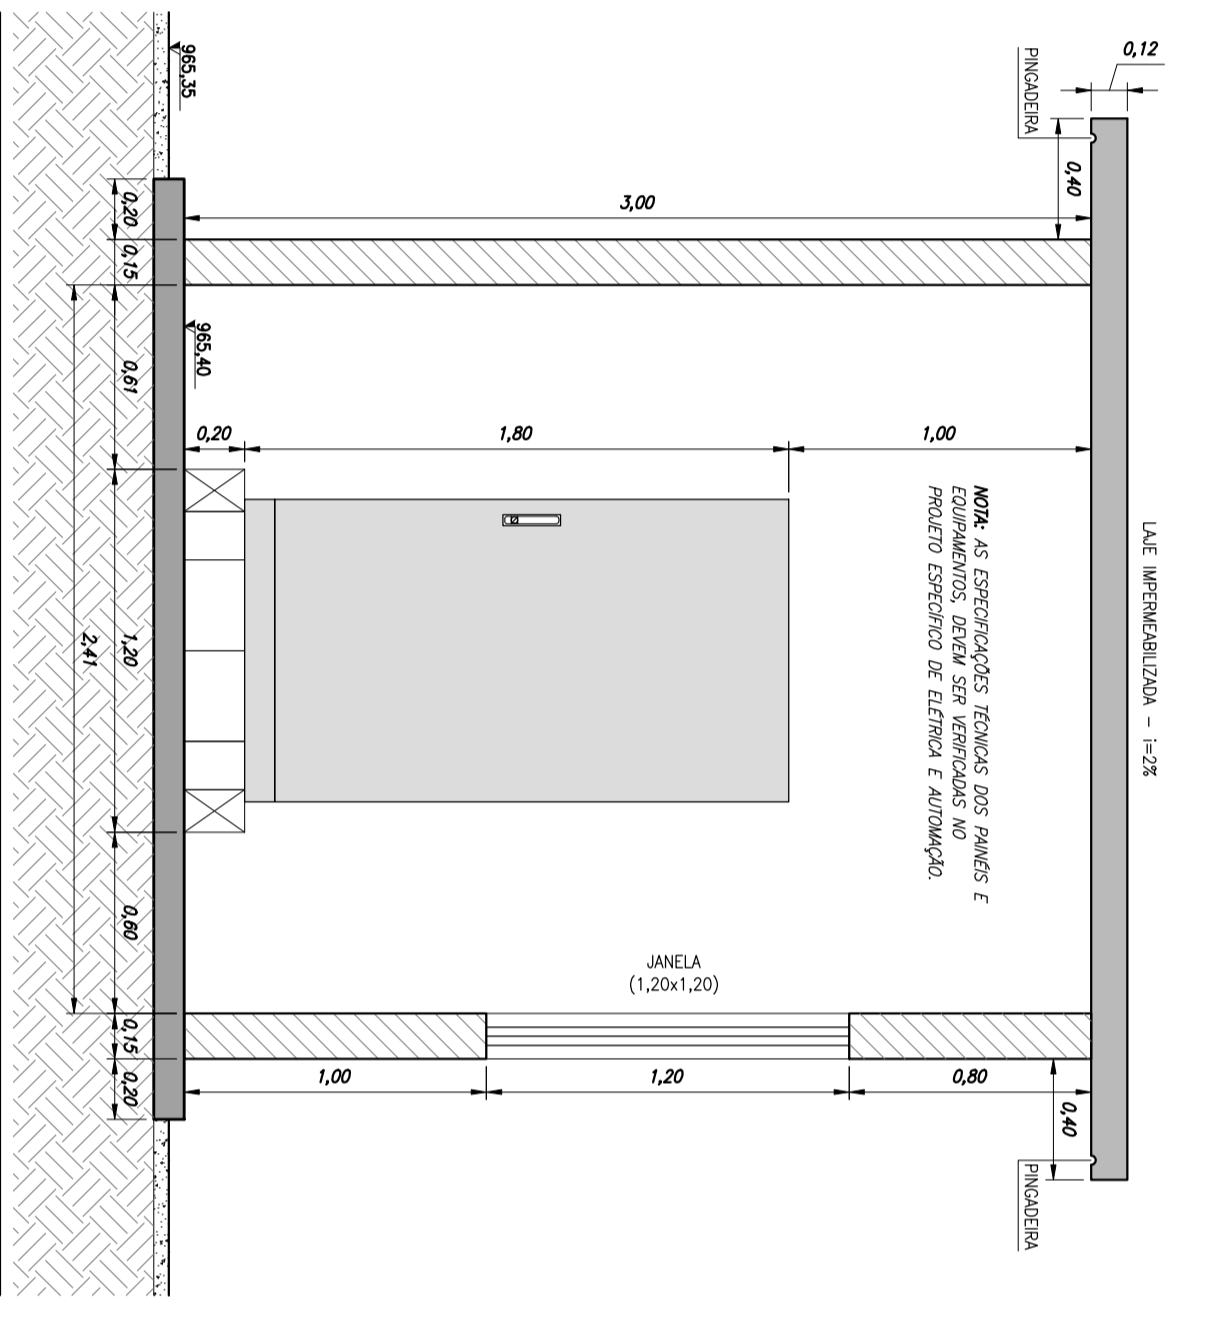 LAJE IMPERMEABILIZADA - i=2%
0,12
PINGADEIRA
0,40
0,40
PINGADEIRA
3,00
1,00
1,80
0,20
NOTA: AS ESPECIFICAÇÕES TÉCNICAS DOS PAINÉIS E
EQUIPAMENTOS, DEVEM SER VERIFICADAS NO
PROJETO ESPECÍFICO DE ELÉTRICA E AUTOMAÇÃO.
JANELA
(1,20x1,20)
0,80
1,20
1,00
965,35
965,40
0,20
0,15
0,61
1,20
0,60
0,15
0,20
2,41